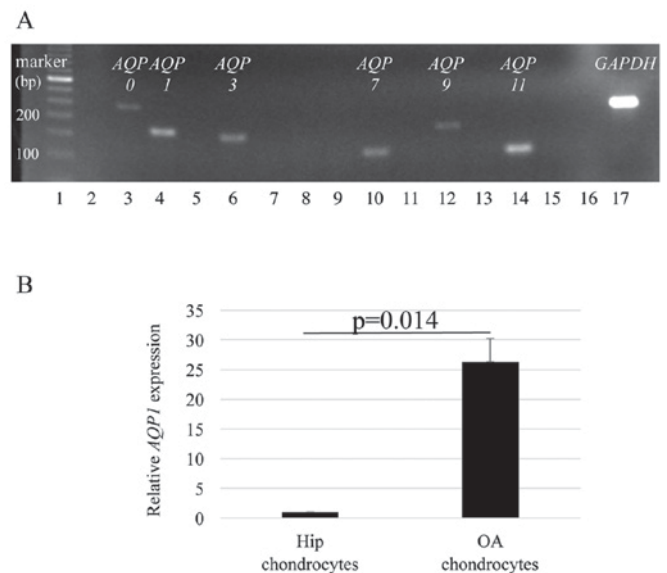 A
marker AQP AQP AQP AQP AQP AQP GAPDH
(bp) 0 1 3 7 9 11
200
100
1 2 3 4 5 6 7 8 9 10 11 12 13 14 15 16 17
B
35
p=0.014
30
25
20
15
10
5
0
Relative AQP1 expression
Hip OA
chondrocytes chondrocytes